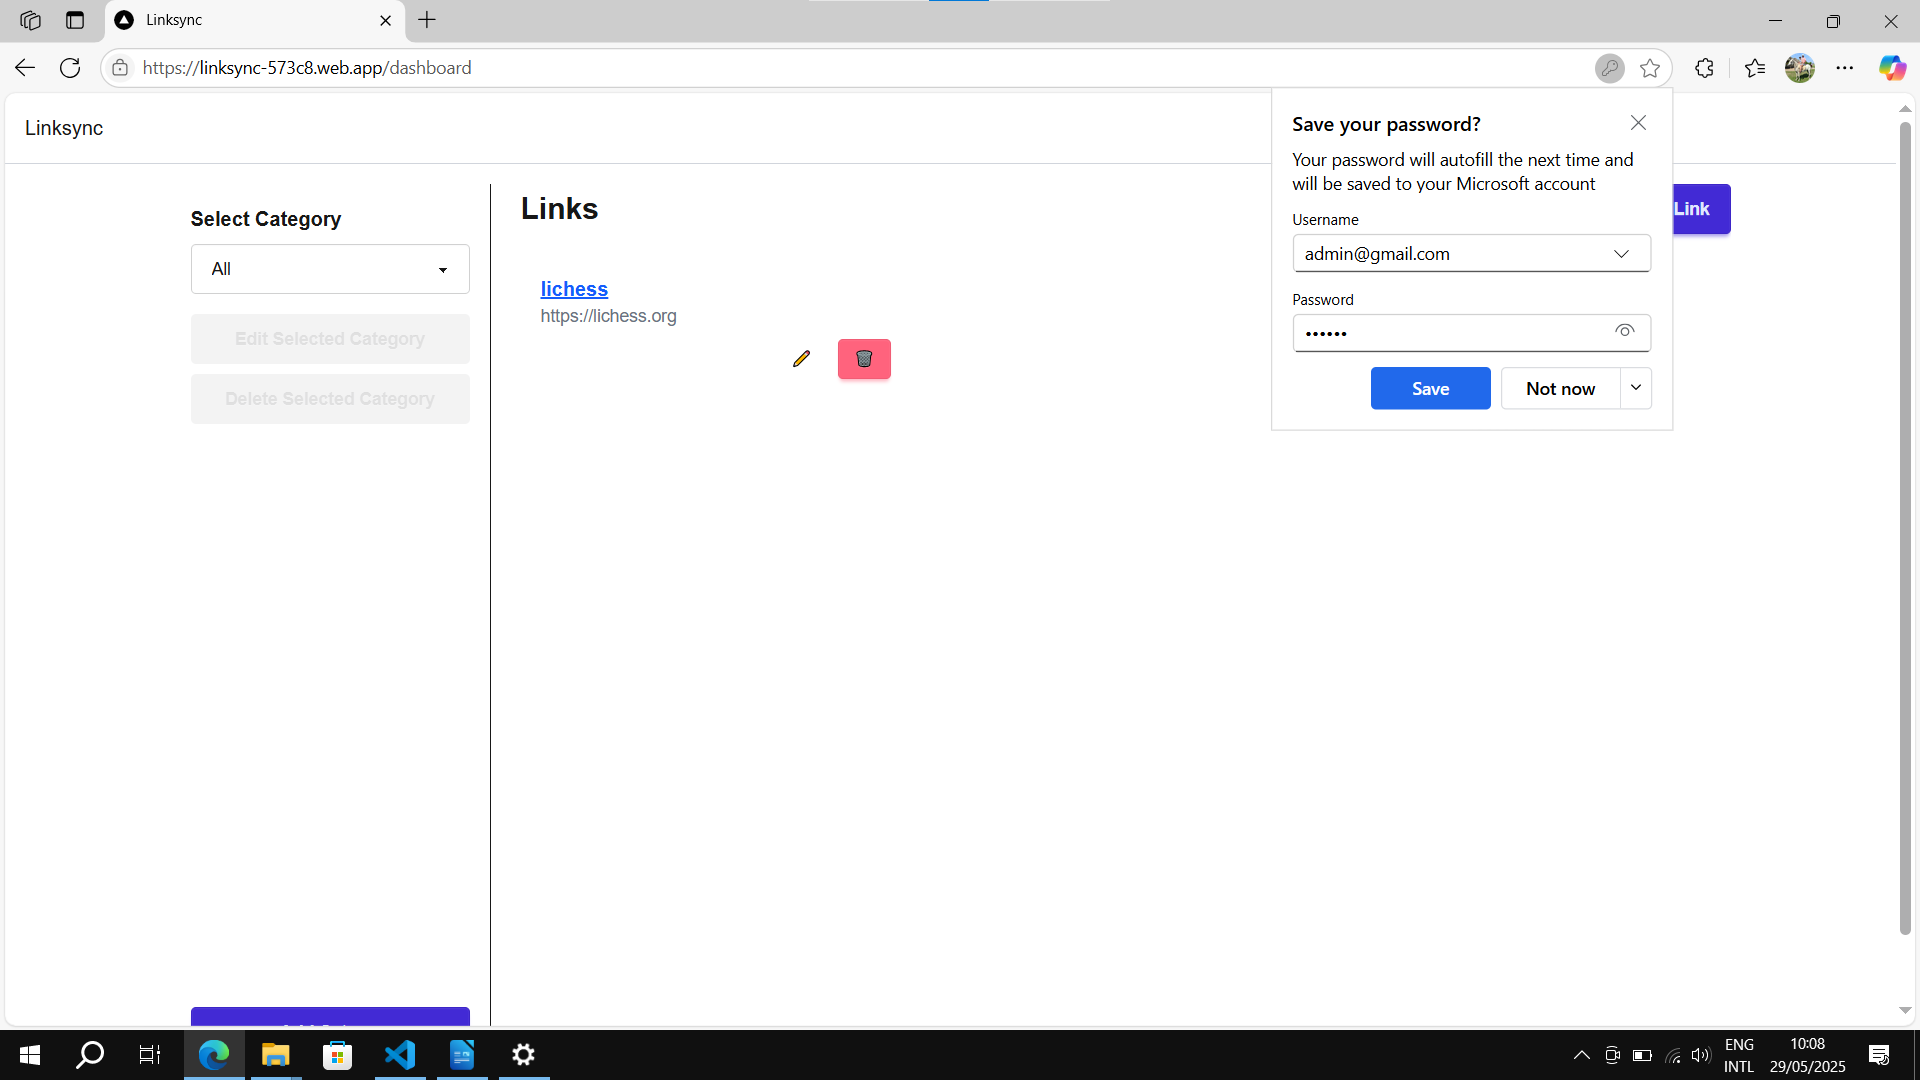 Linksync
https://linksync-573c8.web.app/dashboard
Linksync
Save your password?
Your password will autofill the next time and
will be saved to your Microsoft account
Username
admin@gmail.com
Password
••••••
Save
Not now
Select Category
All
Edit Selected Category
Delete Selected Category
Links
Link
lichess
https://lichess.org
ENG
INTL
10:08
29/05/2025